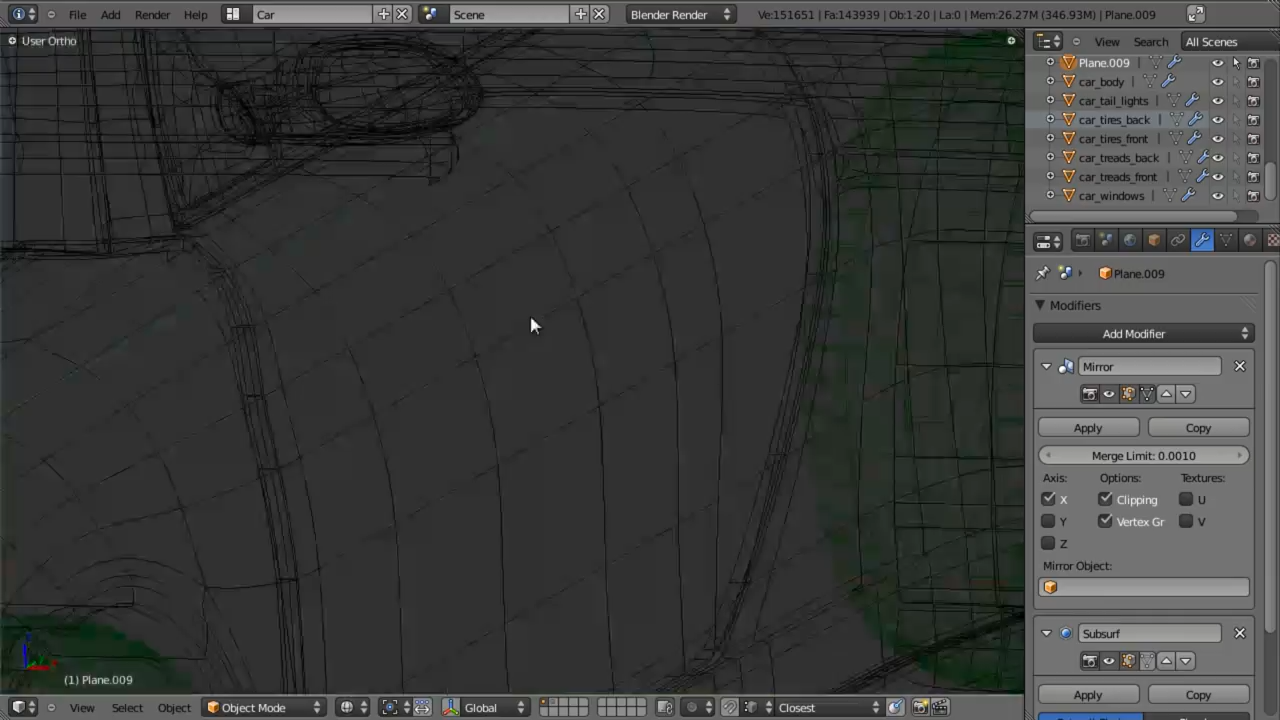 File Add Render Help Car Scene Blender Render Ve:151651 | Fa:143939 | Ob:1-20 | La:0 | Mem:26.27M (346.93M) | Plane.009
User Ortho
View Search All Scenes
Plane.009
car_body
car_tail_lights
car_tires_back
car_tires_front
car_treads_back
car_treads_front
car_windows
Plane.009
Modifiers
Add Modifier
Mirror
Apply Copy
Merge Limit: 0.0010
Axis: Options: Textures:
X Clipping U
Y Vertex Gr V
Z
Mirror Object:
Subsurf
(1) Plane.009
Apply Copy
View Select Object Object Mode Global Closest